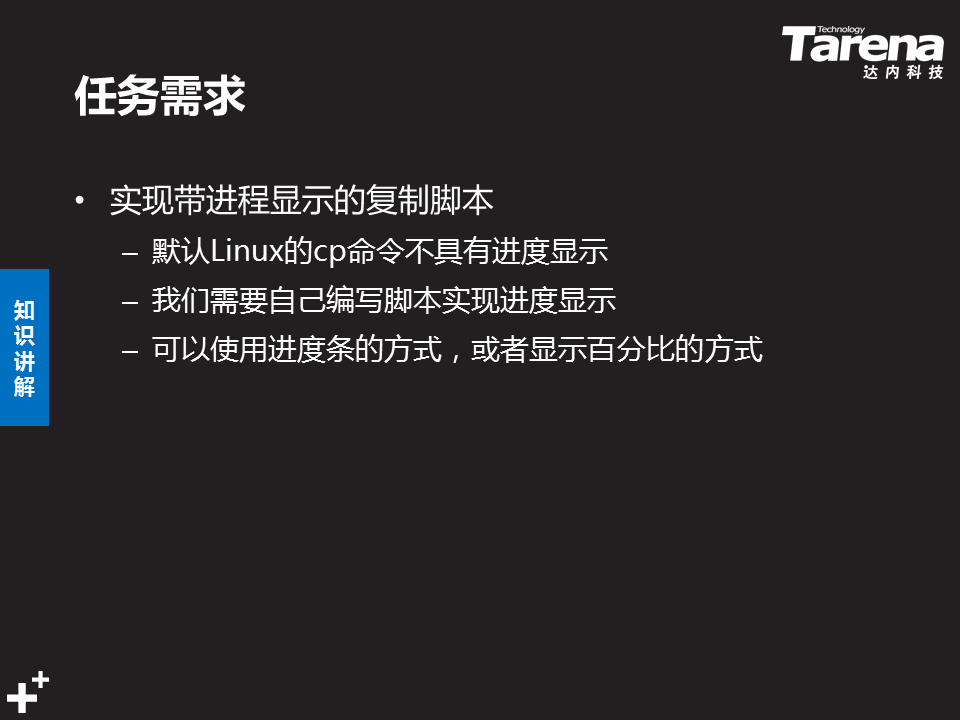 Technology
Tarena
达内科技
任务需求
• 实现带进程显示的复制脚本
– 默认Linux的cp命令不具有进度显示
– 我们需要自己编写脚本实现进度显示
– 可以使用进度条的方式，或者显示百分比的方式
知
识
讲
解